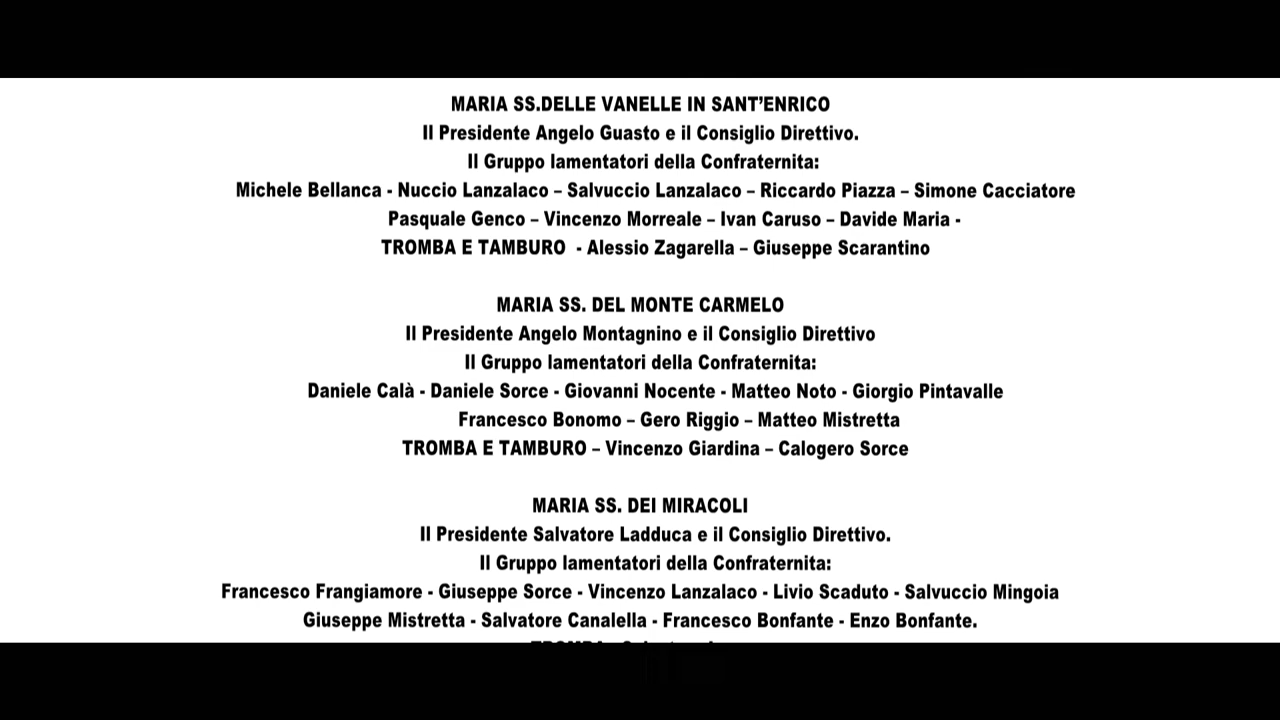 MARIA SS.DELLE VANELLE IN SANT’ENRICO
Il Presidente Angelo Guasto e il Consiglio Direttivo.
Il Gruppo lamentatori della Confraternita:
Michele Bellanca - Nuccio Lanzalaco – Salvuccio Lanzalaco – Riccardo Piazza – Simone Cacciatore
Pasquale Genco – Vincenzo Morreale – Ivan Caruso – Davide Maria -
TROMBA E TAMBURO - Alessio Zagarella – Giuseppe Scarantino
MARIA SS. DEL MONTE CARMELO
Il Presidente Angelo Montagnino e il Consiglio Direttivo
Il Gruppo lamentatori della Confraternita:
Daniele Calà - Daniele Sorce - Giovanni Nocente - Matteo Noto - Giorgio Pintavalle
Francesco Bonomo – Gero Riggio – Matteo Mistretta
TROMBA E TAMBURO – Vincenzo Giardina – Calogero Sorce
MARIA SS. DEI MIRACOLI
Il Presidente Salvatore Ladduca e il Consiglio Direttivo.
Il Gruppo lamentatori della Confraternita:
Francesco Frangiamore - Giuseppe Sorce - Vincenzo Lanzalaco - Livio Scaduto - Salvuccio Mingoia
Giuseppe Mistretta - Salvatore Canalella - Francesco Bonfante - Enzo Bonfante.